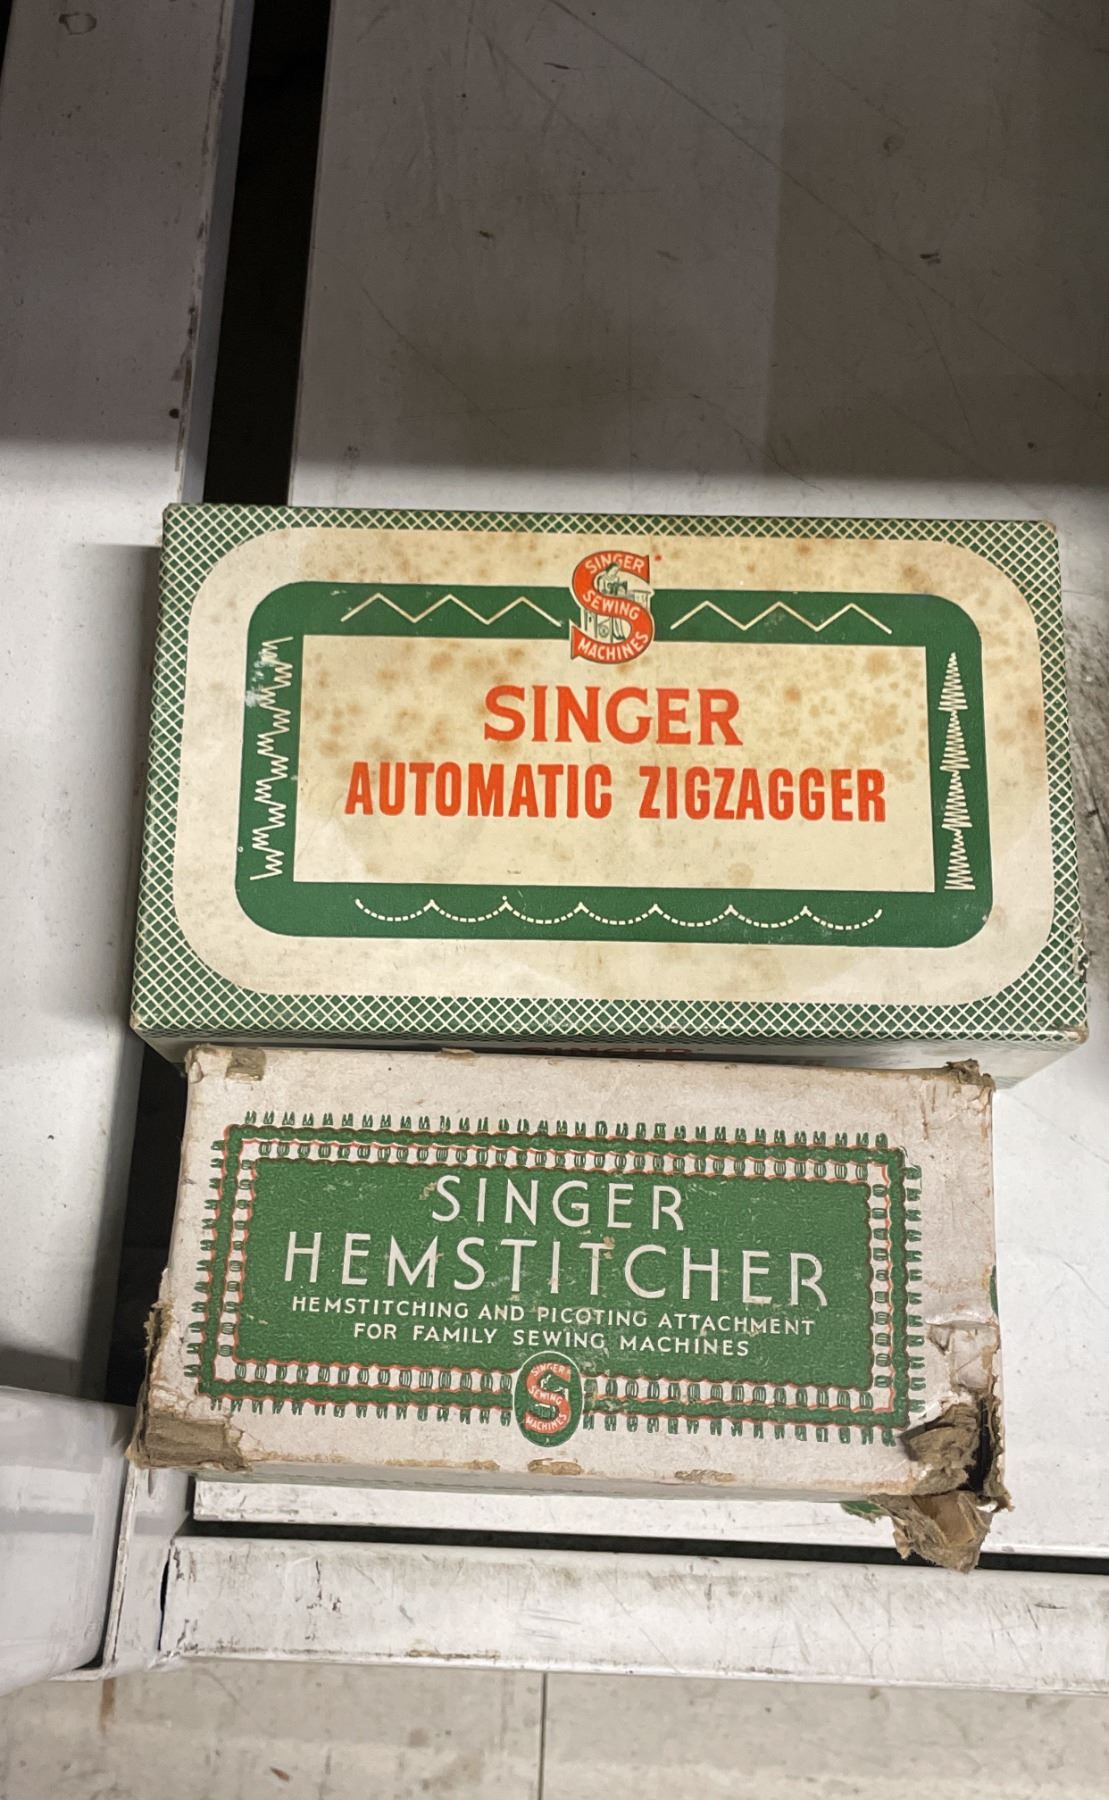 SINGER
SEWING
MACHINES
SINGER
AUTOMATIC ZIGZAGGER
SINGER
SINGER
HEMSTITCHER
HEMSTITCHING AND PICOTING ATTACHMENT
FOR FAMILY SEWING MACHINES
SINGER
SEWING
MACHINES